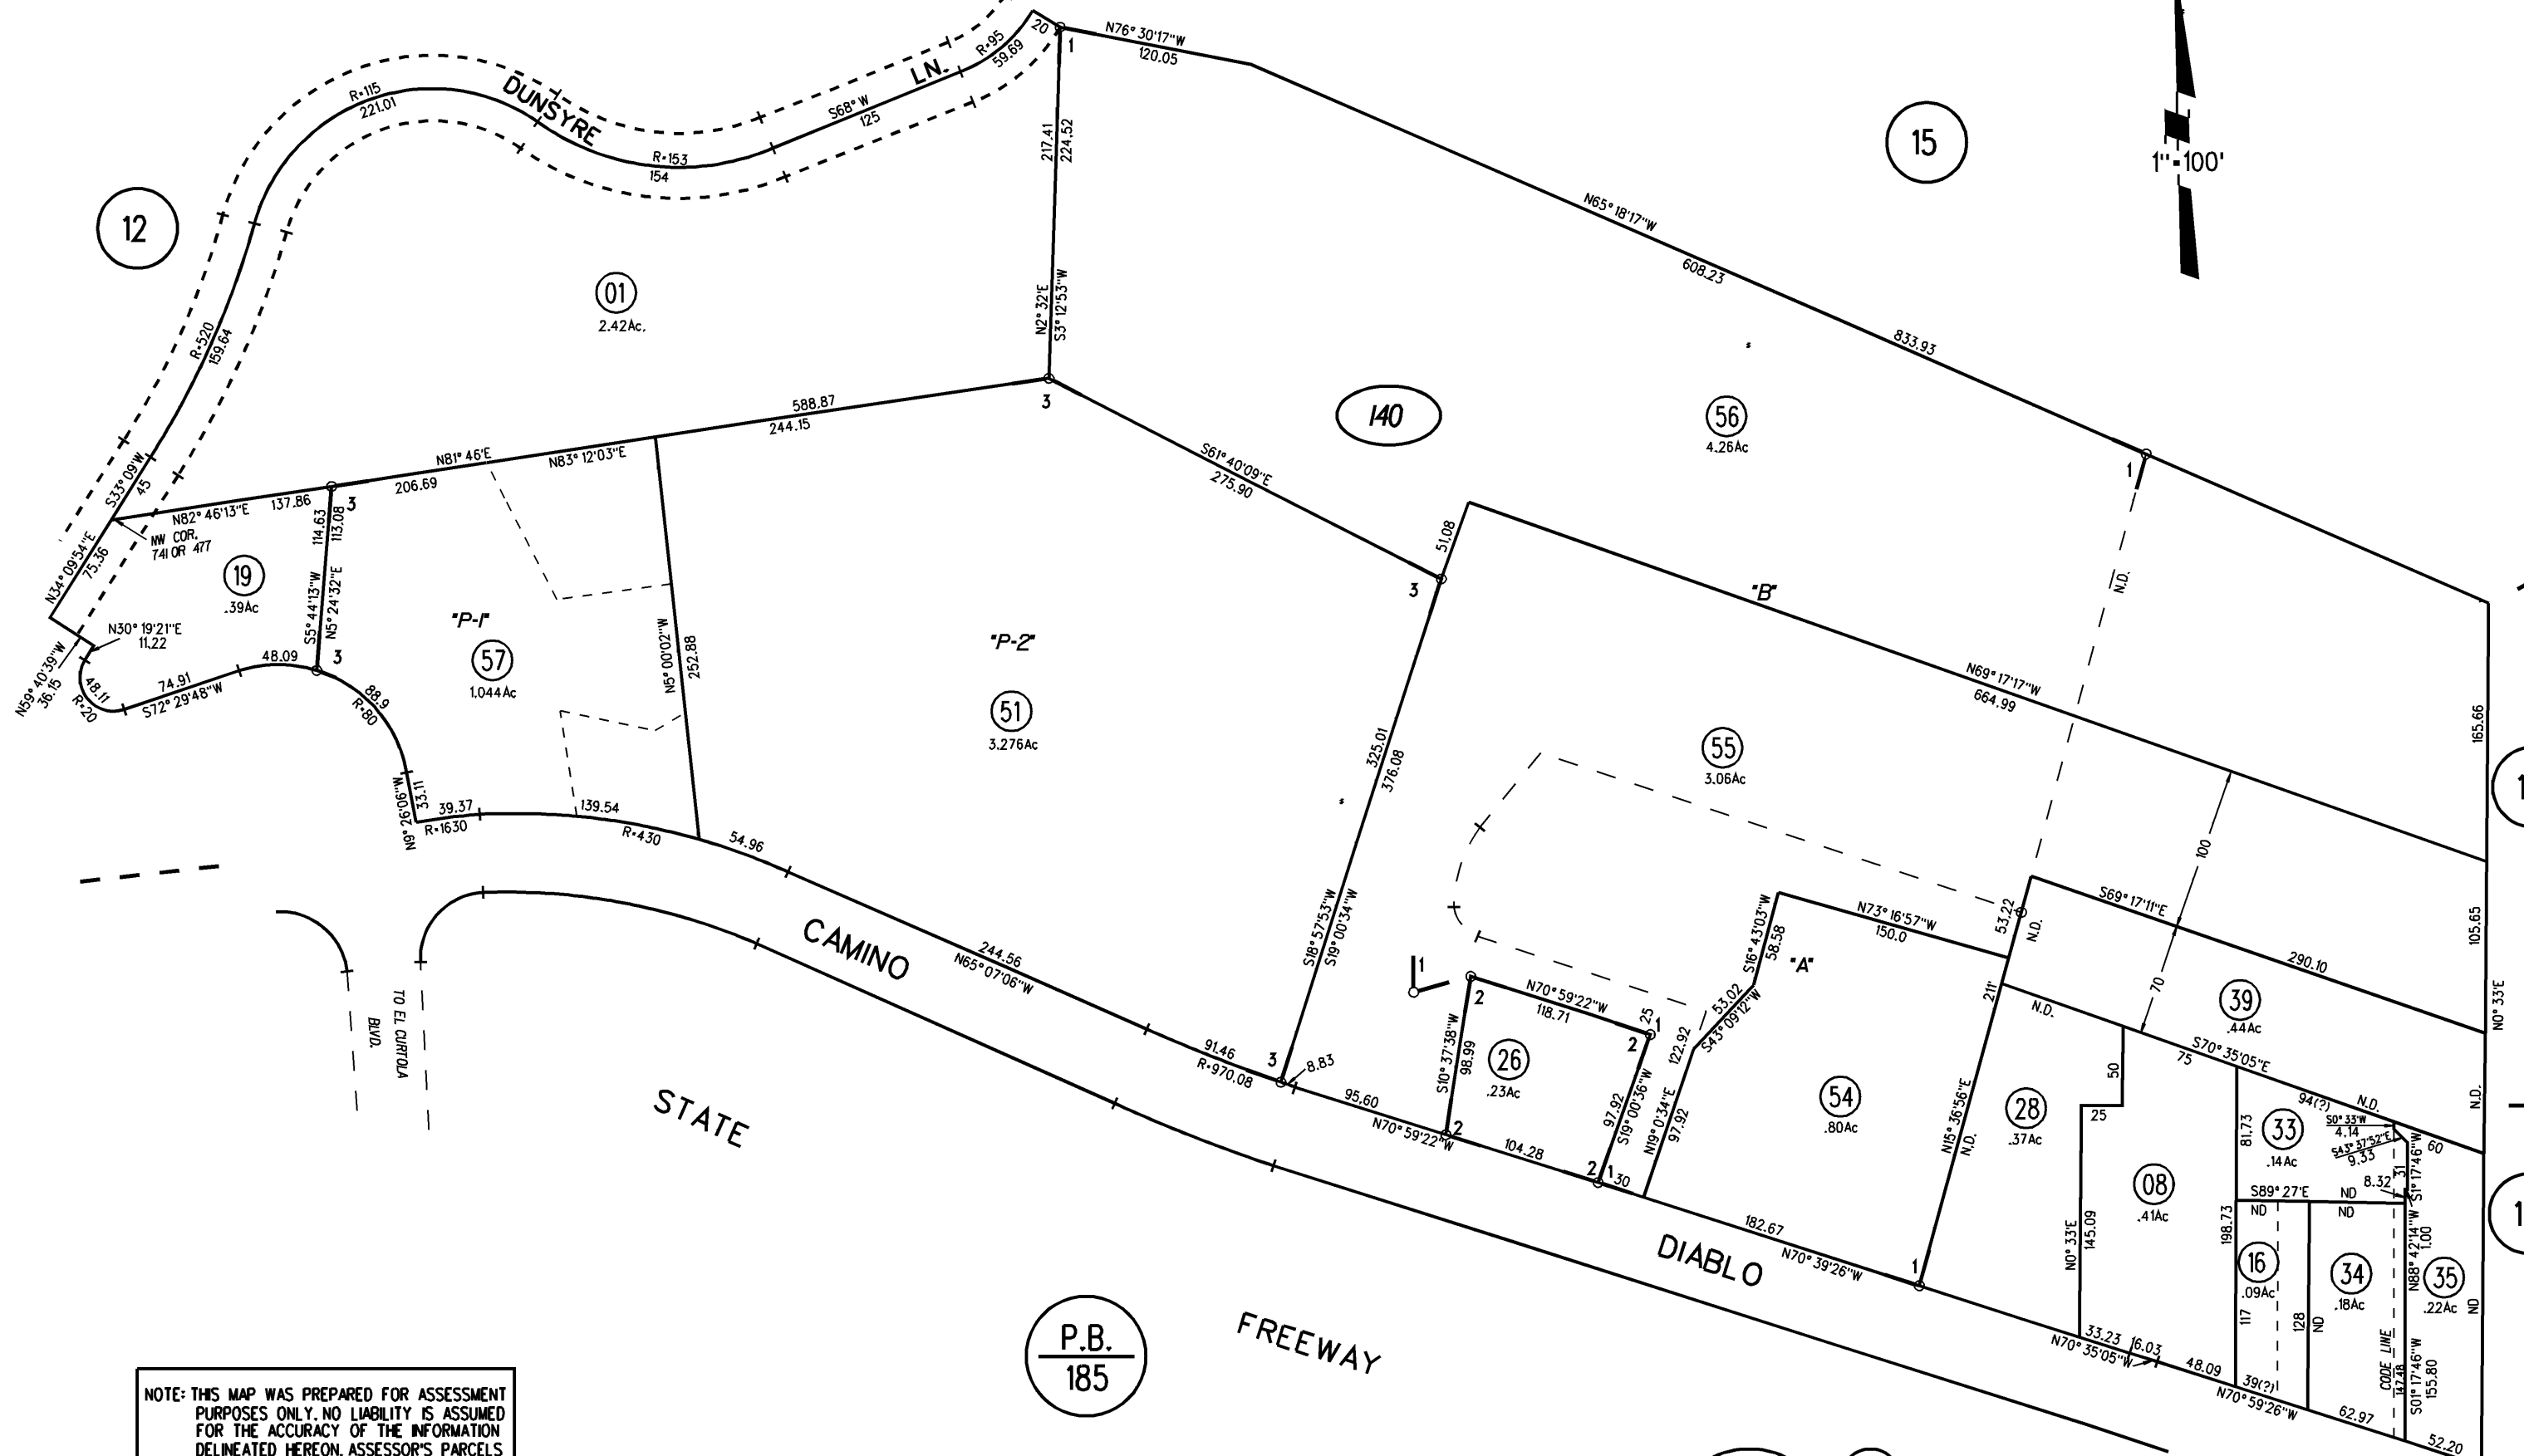 20
1
N76° 30'17"W
120.05
R=95
59.69
DUNSYRE
LN.
R=115
221.01
S68° W
125
R=153
154
217.41
224.52
15
1"=100'
12
N65° 18'17"W
608.23
833.93
01
2.42Ac.
N2° 32'E
S3° 12'53"W
R=520
159.64
3
588.87
244.15
140
56
4.26Ac
1
S33° 09'W
45
N81° 46'E
N83° 12'03"E
206.69
137.86
N82° 46'13"E
3
S61° 40'09"E
275.90
NW COR.
741 OR 477
114.63
113.08
N34° 09'54"E
75.36
51.08
3
19
.39Ac
S5° 44'13"W
N5° 24'32"E
"P-1"
57
1.044Ac
"P-2"
51
3.276Ac
N5° 00'02"W
252.88
"B"
N.D.
N69° 17'17"W
664.99
165.66
N30° 19'21"E
11.22
N59° 40'39"W
36.15
48.11
R=20
74.91
S72° 29'48"W
48.09
3
88.9
R=80
55
3.06Ac
325.01
376.08
N9° 26'06"W
33.11
39.37
R=1630
139.54
R=430
54.96
100
S18° 57'53"W
S19° 00'34"W
CAMINO
244.56
N65° 07'06"W
S16° 43'03"W
58.58
N73° 16'57"W
150.0
53.22
N.D.
S69° 17'11"E
290.10
105.65
"A"
1
2
N70° 59'22"W
118.71
25
1
2
53.02
S43° 09'12"W
122.92
211'
70
39
.44Ac
N0° 33'E
N.D.
TO EL CURTOLA
BLVD.
STATE
91.46
R=970.08
3
8.83
S10° 37'38"W
98.99
26
.23Ac
97.92
S19° 00'36"W
N19° 0'34"E
97.92
54
.80Ac
N15° 36'56"E
N.D.
28
.37Ac
50
25
S70° 35'05"E
75
94(?)
N.D.
N.D.
95.60
N70° 59'22"W
2
104.28
2
1
30
81.73
33
.14Ac
S0° 33'W
4.14
S43° 37'52"E
9.33
31
S1° 17'46"W
60
8.32
S89° 27'E
ND
ND
ND
08
.41Ac
N0° 33'E
145.09
198.73
182.67
N70° 39'26"W
1
DIABLO
FREEWAY
16
.09Ac
117
128
ND
34
.18Ac
N88° 42'14"W
1.00
35
.22Ac
ND
CODE LINE
147.48
S01° 17'46"W
155.80
33.23
16.03
N70° 35'05"W
48.09
39(?)
N70° 59'26"W
62.97
52.20
P.B.
185
NOTE: THIS MAP WAS PREPARED FOR ASSESSMENT
PURPOSES ONLY. NO LIABILITY IS ASSUMED
FOR THE ACCURACY OF THE INFORMATION
DELINEATED HEREON. ASSESSOR'S PARCELS